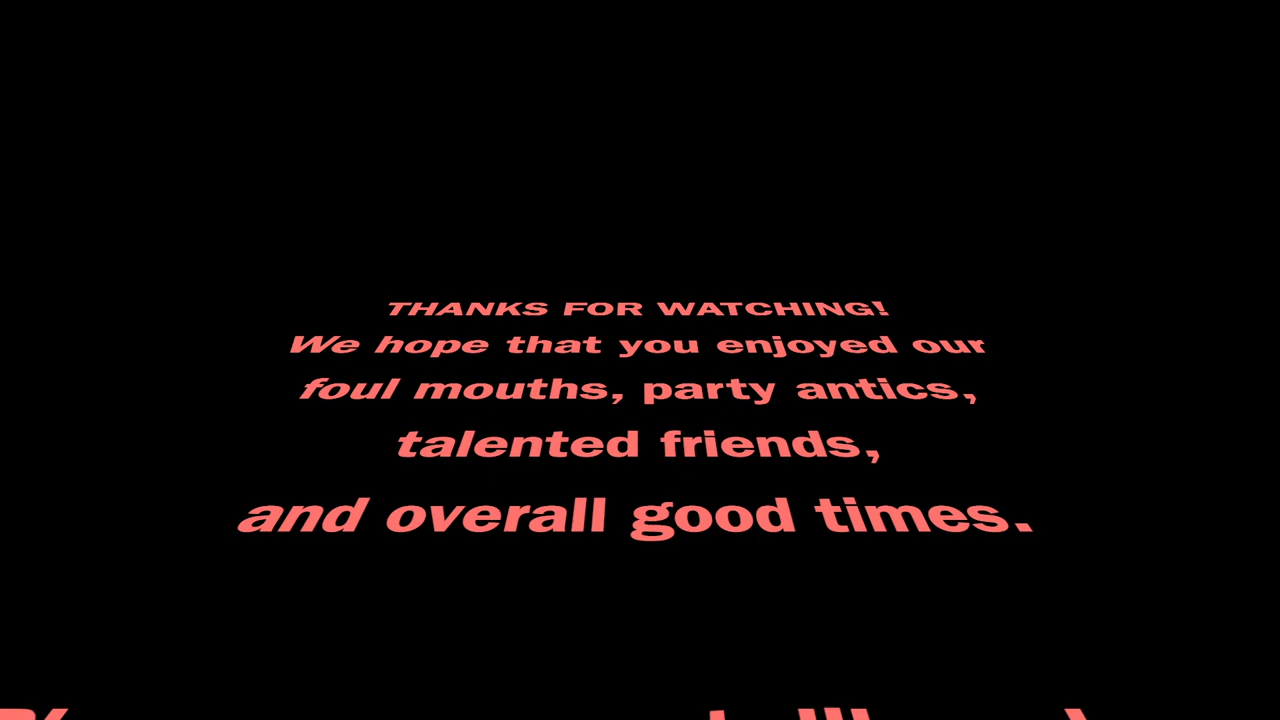 THANKS FOR WATCHING!
We hope that you enjoyed our
foul mouths, party antics,
talented friends,
and overall good times.